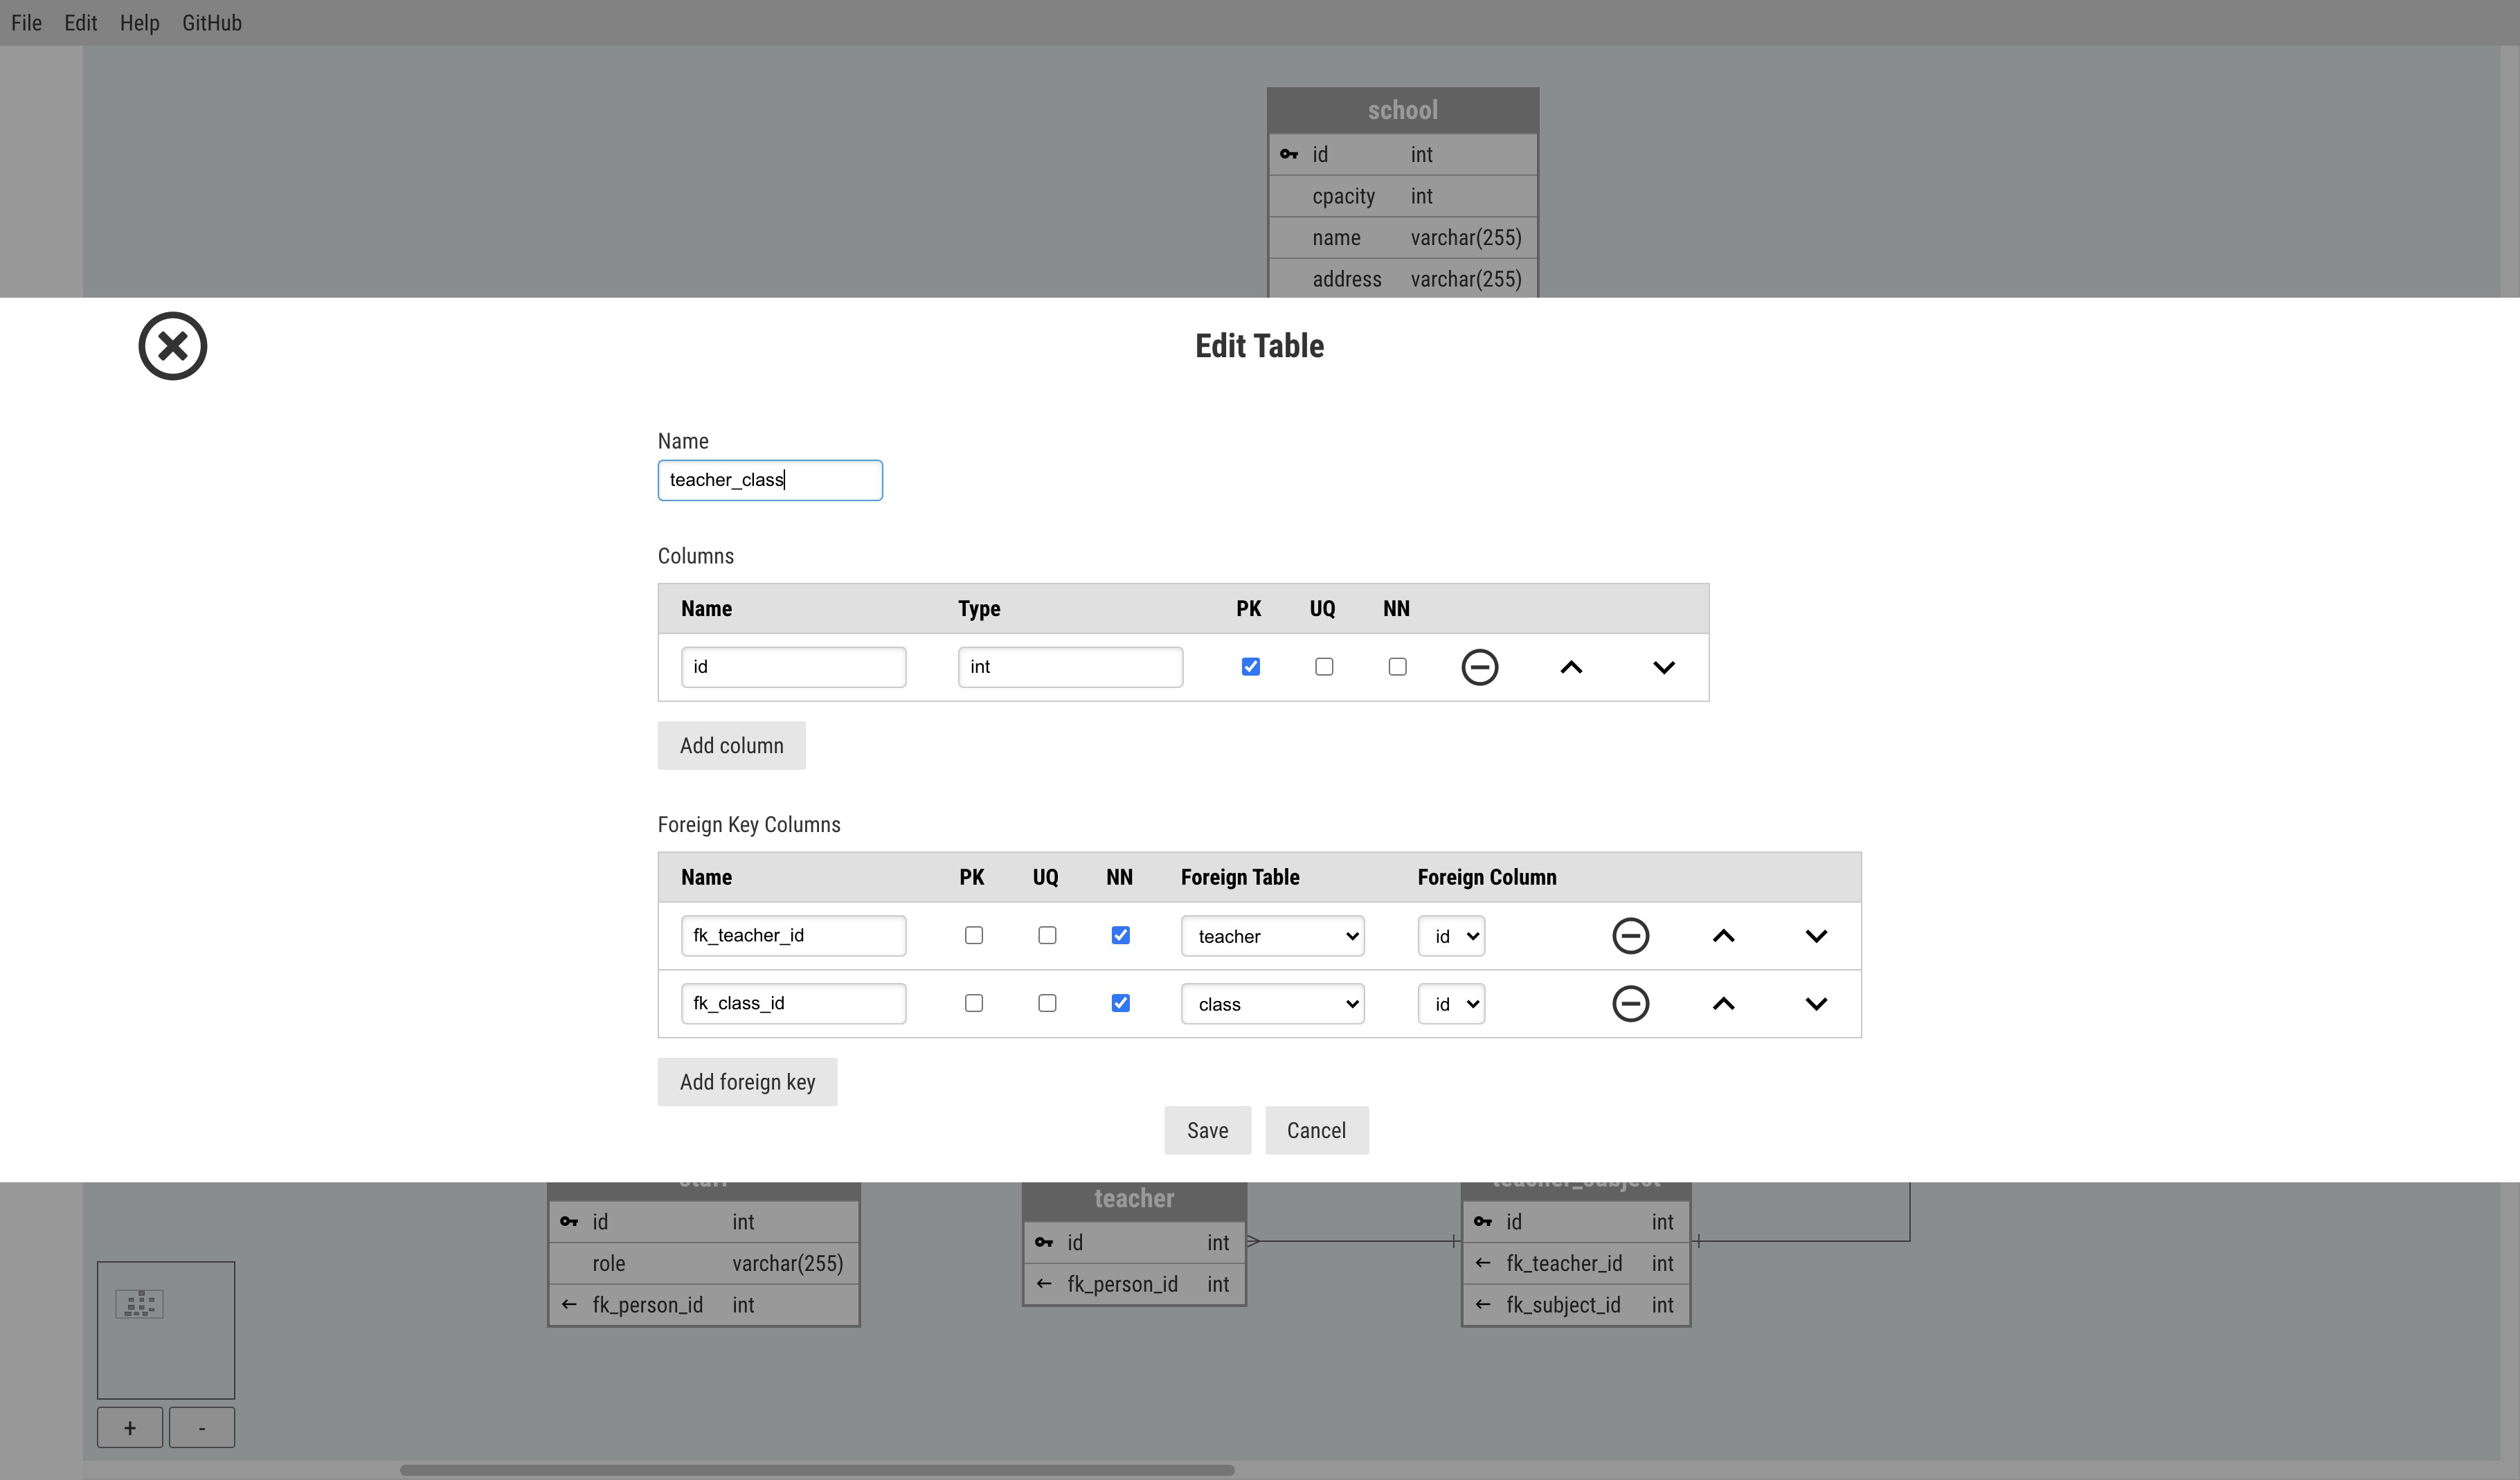 File Edit Help GitHub
school
id int
cpacity int
name varchar(255)
address varchar(255)
Edit Table
Name
teacher_class
Columns
Name Type PK UQ NN
id int
Add column
Foreign Key Columns
Name PK UQ NN Foreign Table Foreign Column
fk_teacher_id teacher id
fk_class_id class id
Add foreign key
Save Cancel
staff
id int
role varchar(255)
fk_person_id int
teacher
id int
fk_person_id int
teacher_subject
id int
fk_teacher_id int
fk_subject_id int
+ -